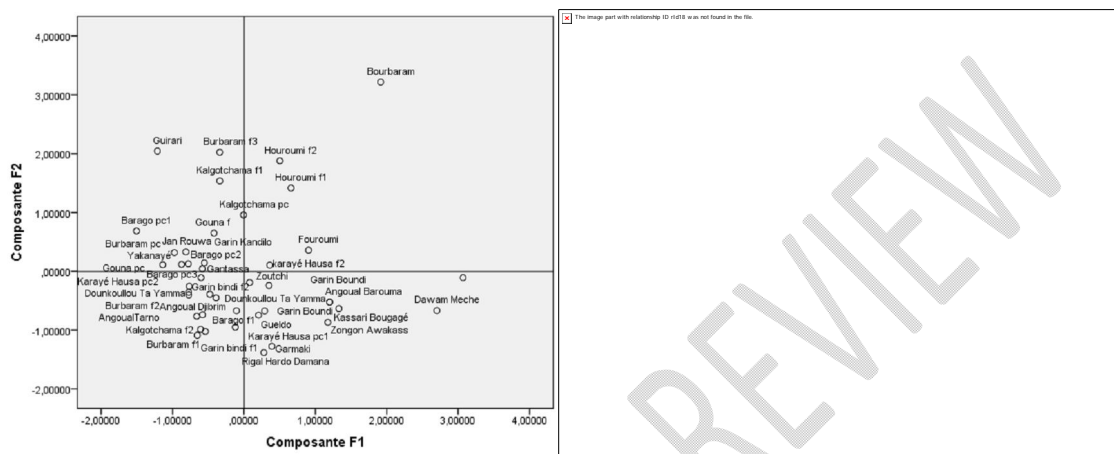 The image part with relationship ID rId18 was not found in the file.
4,00000
3,00000
2,00000
1,00000
,00000
-1,00000
-2,00000
Composante F2
Bourbaram
Guirari
Burbaram f3
Houroumi f2
Kalgotchama f1
Houroumi f1
Kalgotchama pc
Barago pc1
Gouna f
Burbaram pc
Jan Rouwa
Garin Kandilo
Fouroumi
Yakanaye
Barago pc2
karayé Hausa f2
Gouna pc
Gantassa
Barago pc3
Zoutchi
Garin Boundi
Karayé Hausa pc2
Garin bindi f2
Dounkoullou Ta Yamma
Dounkoullou Ta Yamma
Angoual Barouma
Dawam Meche
Burbaram f2
Angoual Djibrim
Garin Boundi
Kassari Bougagé
AngoualTarno
Barago f1
Gueldo
Zongon Awakass
Kalgotchama f2
Karayé Hausa pc1
Burbaram f1
Garin bindi f1
Garmaki
Rigal Hardo Damana
-2,00000 -1,00000 ,00000 1,00000 2,00000 3,00000 4,00000
Composante F1
REVIEW